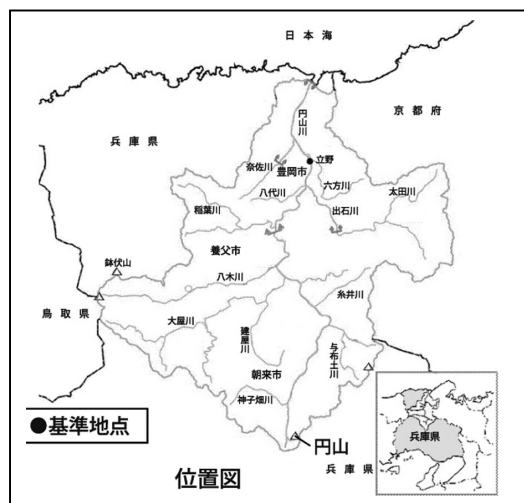 日本海
京都府
兵庫県
円山川
立野
奈佐川
豊岡市
六方川
太田川
八代川
稲葉川
出石川
養父市
鉢伏山
八木川
糸井川
鳥取県
大屋川
建屋川
与布土川
朝来市
神子畑川
●基準地点
円山
兵庫県
位置図
兵庫県